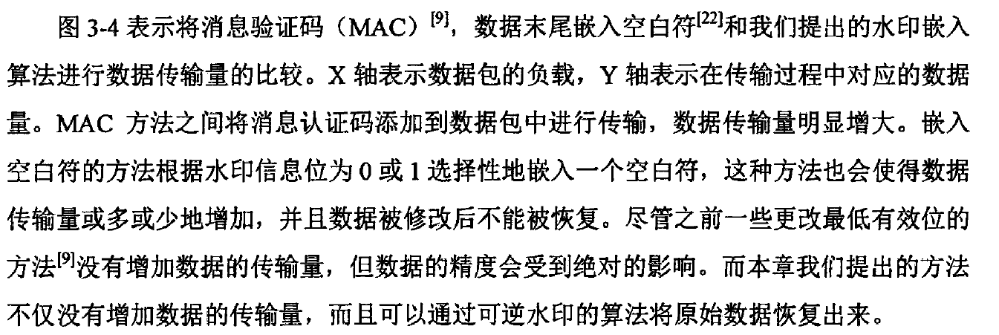 图 3-4 表示将消息验证码（MAC）[9]，数据末尾嵌入空白符[22]和我们提出的水印嵌入
算法进行数据传输量的比较。X 轴表示数据包的负载，Y 轴表示在传输过程中对应的数据
量。MAC 方法之间将消息认证码添加到数据包中进行传输，数据传输量明显增大。嵌入
空白符的方法根据水印信息位为 0 或 1 选择性地嵌入一个空白符，这种方法也会使得数据
传输量或多或少地增加，并且数据被修改后不能被恢复。尽管之前一些更改最低有效位的
方法[9]没有增加数据的传输量，但数据的精度会受到绝对的影响。而本章我们提出的方法
不仅没有增加数据的传输量，而且可以通过可逆水印的算法将原始数据恢复出来。